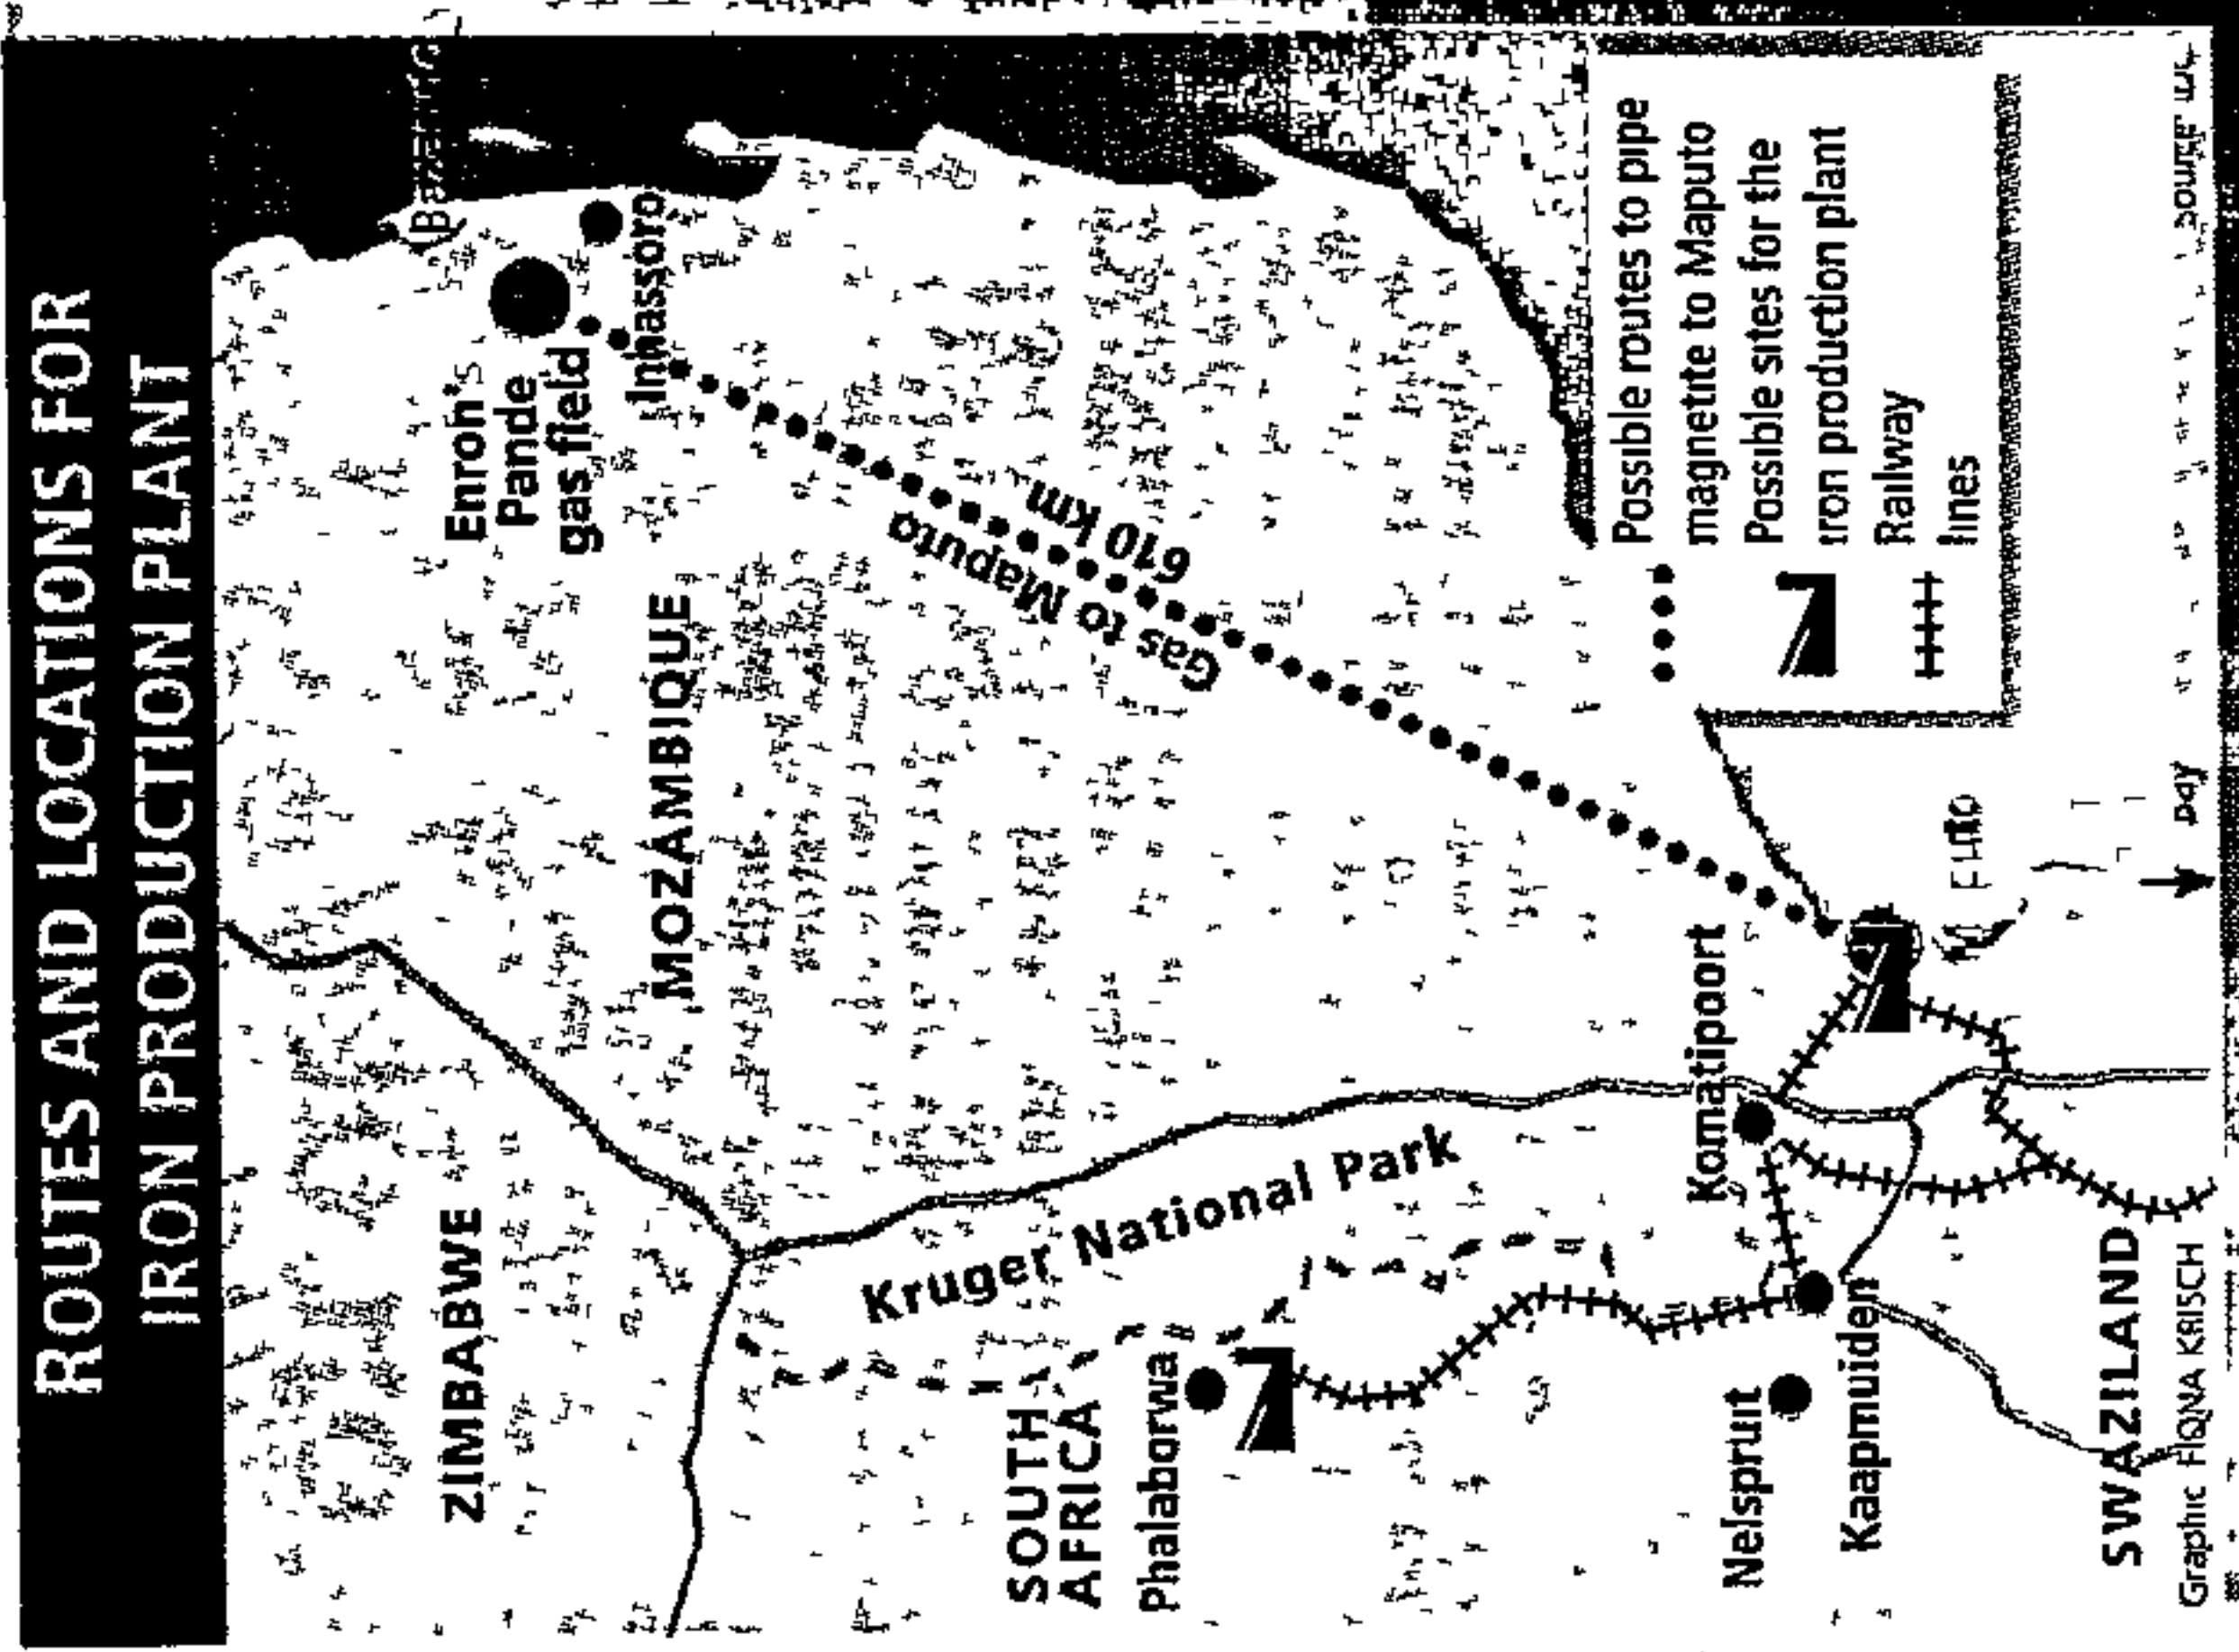 ROUTES AND LOCATIONS FOR
IRON PRODUCTION PLANT
Enron's
Pande
gas field
Inhassoro
ZIMBABWE
MOZAMBIQUE
Gas to Maputo
610 km
Kruger National Park
SOUTH
AFRICA
Phalaborwa
Komatipoort
Nelspruit
Kaapmuiden
SWAZILAND
Possible routes to pipe
magnetite to Maputo
Possible sites for the
iron production plant
Railway
lines
Graphic FIONA KRISCH